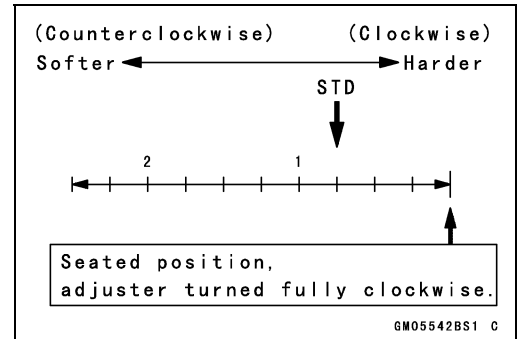 (Counterclockwise) (Clockwise)
Softer Harder
STD
2 1
Seated position,
adjuster turned fully clockwise.
GM05542BS1 C